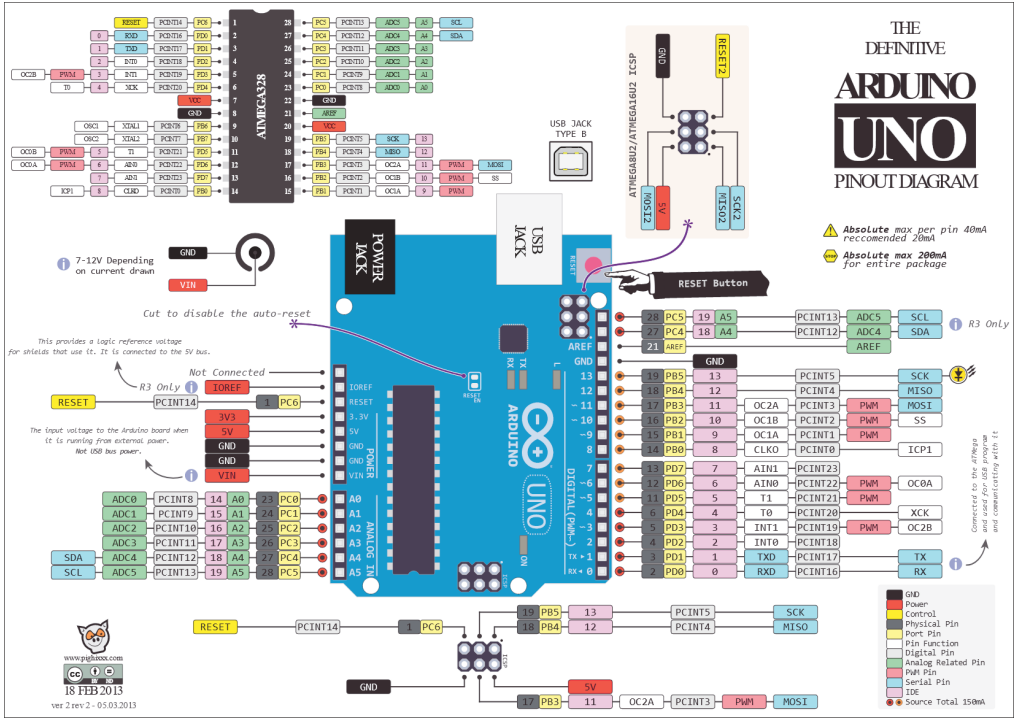 THE
DEFINITIVE
ARDUINO
UNO
PINOUT DIAGRAM
Absolute max per pin 40mA
reccomended 20mA
Absolute max 200mA
for entire package
ATMEGA328
RESET PCINT14 PC6 1
0 RXD PCINT16 PD0 2
1 TXD PCINT17 PD1 3
2 INT0 PCINT18 PD2 4
OC2B PWM 3 INT1 PCINT19 PD3 5
T0 4 XCK PCINT20 PD4 6
VCC 7
GND 8
OSC1 XTAL1 PCINT6 PB6 9
OSC2 XTAL2 PCINT7 PB7 10
OC0B PWM 5 T1 PCINT21 PD5 11
OC0A PWM 6 AIN0 PCINT22 PD6 12
7 AIN1 PCINT23 PD7 13
ICP1 8 CLKO PCINT0 PB0 14
28 PC5 PCINT13 ADC5 A5 SCL
27 PC4 PCINT12 ADC4 A4 SDA
26 PC3 PCINT11 ADC3 A3
25 PC2 PCINT10 ADC2 A2
24 PC1 PCINT9 ADC1 A1
23 PC0 PCINT8 ADC0 A0
22 GND
21 AREF
20 VCC
19 PB5 PCINT5 SCK 13
18 PB4 PCINT4 MISO 12
17 PB3 PCINT3 OC2A 11 PWM MOSI
16 PB2 PCINT2 OC1B 10 PWM SS
15 PB1 PCINT1 OC1A 9 PWM
USB JACK
TYPE B
ATMEGA8U2/ATMEGA16U2 ICSP
GND
RESET2
MOSI2
5V
MISO2
SCK2
GND
7-12V Depending
on current drawn
VIN
POWER
JACK
USB
JACK
RESET
RESET Button
Cut to disable the auto-reset
This provides a logic reference voltage
for shields that use it. It is connected to the 5V bus.
Not Connected
R3 Only
IOREF
RESET PCINT14 1 PC6
3V3
5V
GND
GND
VIN
The input voltage to the Arduino board when
it is running from external power.
Not USB bus power.
ADC0 PCINT8 14 A0 23 PC0
ADC1 PCINT9 15 A1 24 PC1
ADC2 PCINT10 16 A2 25 PC2
ADC3 PCINT11 17 A3 26 PC3
SDA ADC4 PCINT12 18 A4 27 PC4
SCL ADC5 PCINT13 19 A5 28 PC5
IOREF
RESET
3.3V
5V
GND
GND
VIN
POWER
A0
A1
A2
A3
A4
A5
ANALOG IN
RESET
EN
RX
TX
L
ARDUINO
UNO
ON
ICSP
AREF
GND
13
12
~11
~10
~9
8
7
~6
~5
4
~3
2
TX 1
RX 0
DIGITAL(PWM~)
28 PC5 19 A5 PCINT13 ADC5 SCL
27 PC4 18 A4 PCINT12 ADC4 SDA
R3 Only
21 AREF AREF
GND
19 PB5 13 PCINT5 SCK
18 PB4 12 PCINT4 MISO
17 PB3 11 OC2A PCINT3 PWM MOSI
16 PB2 10 OC1B PCINT2 PWM SS
15 PB1 9 OC1A PCINT1 PWM
14 PB0 8 CLKO PCINT0 ICP1
13 PD7 7 AIN1 PCINT23
12 PD6 6 AIN0 PCINT22 PWM OC0A
11 PD5 5 T1 PCINT21 PWM
6 PD4 4 T0 PCINT20 XCK
5 PD3 3 INT1 PCINT19 PWM OC2B
4 PD2 2 INT0 PCINT18
3 PD1 1 TXD PCINT17 TX
2 PD0 0 RXD PCINT16 RX
Connected to the ATMega
and used for USB program
and communicating with it
RESET PCINT14 1 PC6
GND
ICSP
19 PB5 13 PCINT5 SCK
18 PB4 12 PCINT4 MISO
5V
17 PB3 11 OC2A PCINT3 PWM MOSI
GND
Power
Control
Physical Pin
Port Pin
Pin Function
Digital Pin
Analog Related Pin
PWM Pin
Serial Pin
IDE
Source Total 150mA
www.pighixxx.com
cc BY ND
18 FEB 2013
ver 2 rev 2 - 05.03.2013